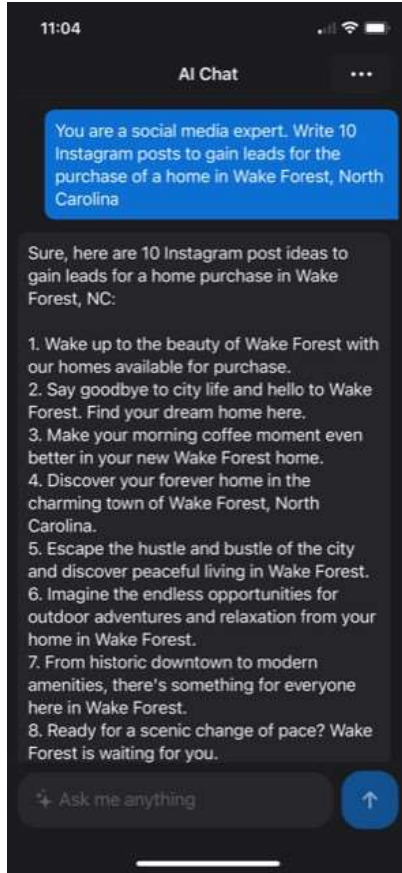 11:04
AI Chat
You are a social media expert. Write 10
Instagram posts to gain leads for the
purchase of a home in Wake Forest, North
Carolina
Sure, here are 10 Instagram post ideas to
gain leads for a home purchase in Wake
Forest, NC:
1. Wake up to the beauty of Wake Forest with
our homes available for purchase.
2. Say goodbye to city life and hello to Wake
Forest. Find your dream home here.
3. Make your morning coffee moment even
better in your new Wake Forest home.
4. Discover your forever home in the
charming town of Wake Forest, North
Carolina.
5. Escape the hustle and bustle of the city
and discover peaceful living in Wake Forest.
6. Imagine the endless opportunities for
outdoor adventures and relaxation from your
home in Wake Forest.
7. From historic downtown to modern
amenities, there's something for everyone
here in Wake Forest.
8. Ready for a scenic change of pace? Wake
Forest is waiting for you.
Ask me anything